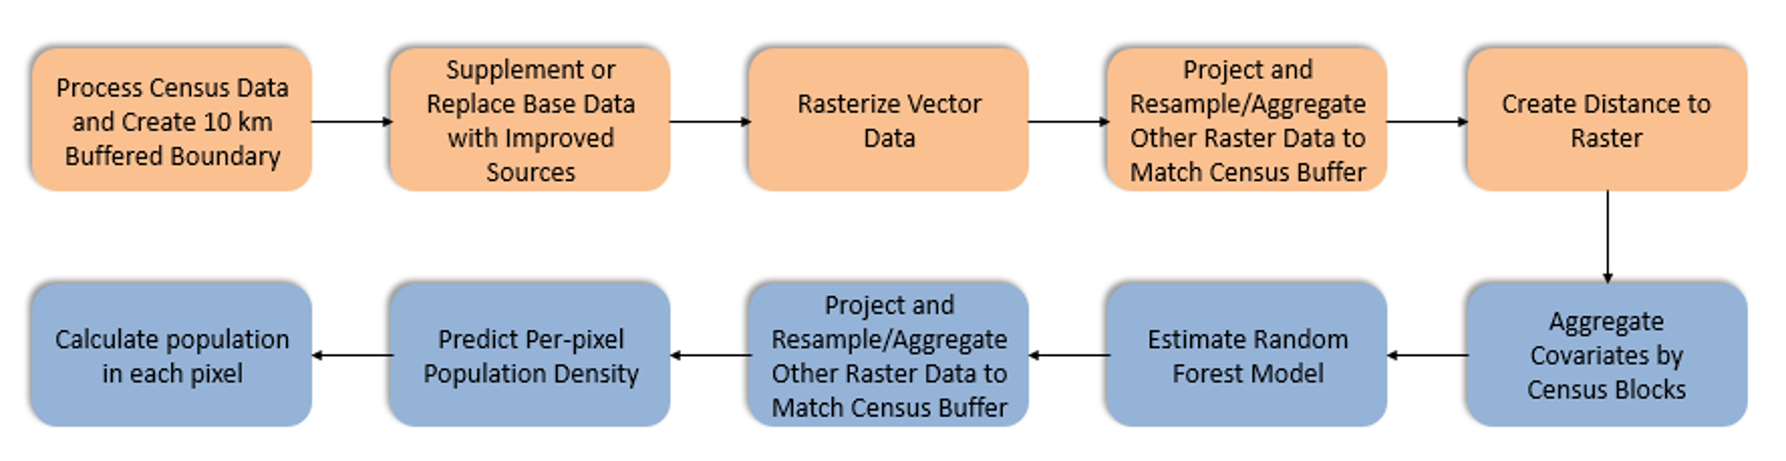 Process Census Data
and Create 10 km
Buffered Boundary
Supplement or
Replace Base Data
with Improved
Sources
Rasterize Vector
Data
Project and
Resample/Aggregate
Other Raster Data to
Match Census Buffer
Create Distance to
Raster
Aggregate
Covariates by
Census Blocks
Estimate Random
Forest Model
Project and
Resample/Aggregate
Other Raster Data to
Match Census Buffer
Predict Per-pixel
Population Density
Calculate population
in each pixel